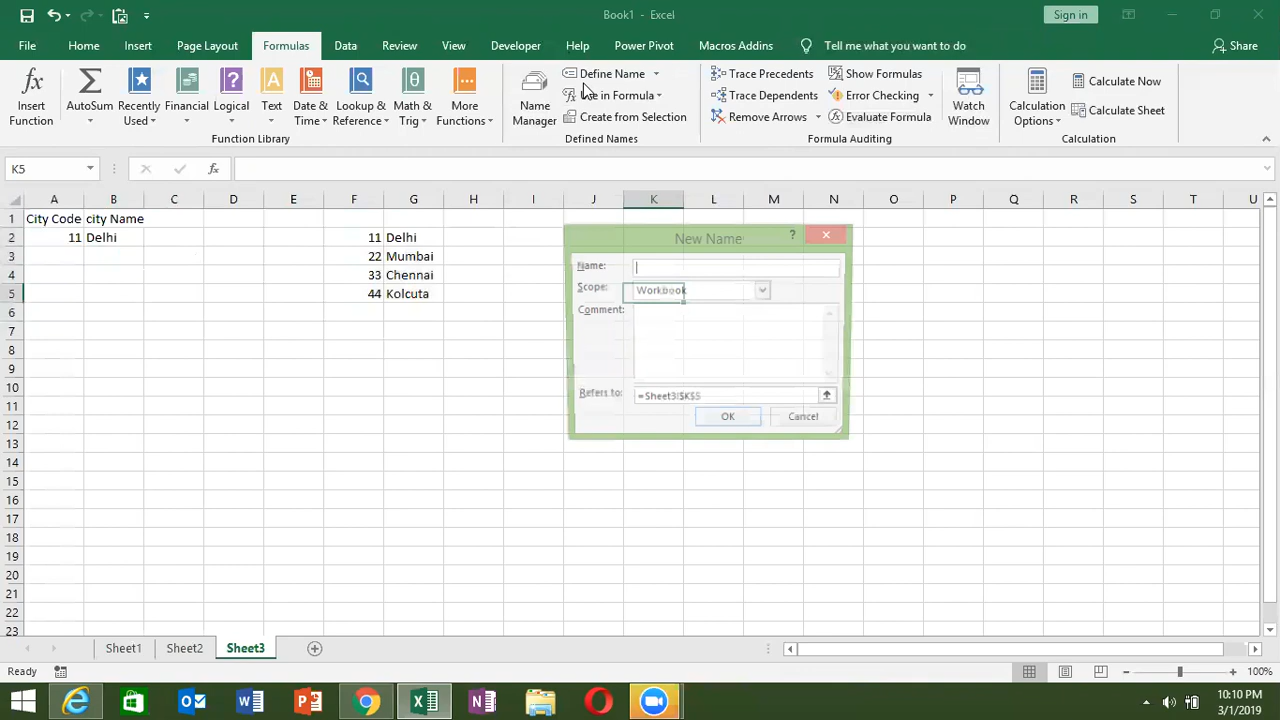 Book1 - Excel
Sign in
File Home Insert Page Layout Formulas Data Review View Developer Help Power Pivot Macros Addins Tell me what you want to do Share
Insert Function
AutoSum
Recently Used
Financial
Logical
Text
Date & Time
Lookup & Reference
Math & Trig
More Functions
Function Library
Name Manager
Define Name
Use in Formula
Create from Selection
Defined Names
Trace Precedents
Trace Dependents
Remove Arrows
Show Formulas
Error Checking
Evaluate Formula
Formula Auditing
Watch Window
Calculation Options
Calculate Now
Calculate Sheet
Calculation
K5
fx
A B C D E F G H I J K L M N O P Q R S T U
1 City Code city Name
2 11 Delhi 11 Delhi
3 22 Mumbai
4 33 Chennai
5 44 Kolcuta
6
7
8
9
10
11
12
13
14
15
16
17
18
19
20
21
22
23
New Name
?
Name:
Scope: Workbook
Comment:
Refers to: =Sheet3!$K$5
OK Cancel
Sheet1 Sheet2 Sheet3
Ready
100%
10:10 PM
3/1/2019